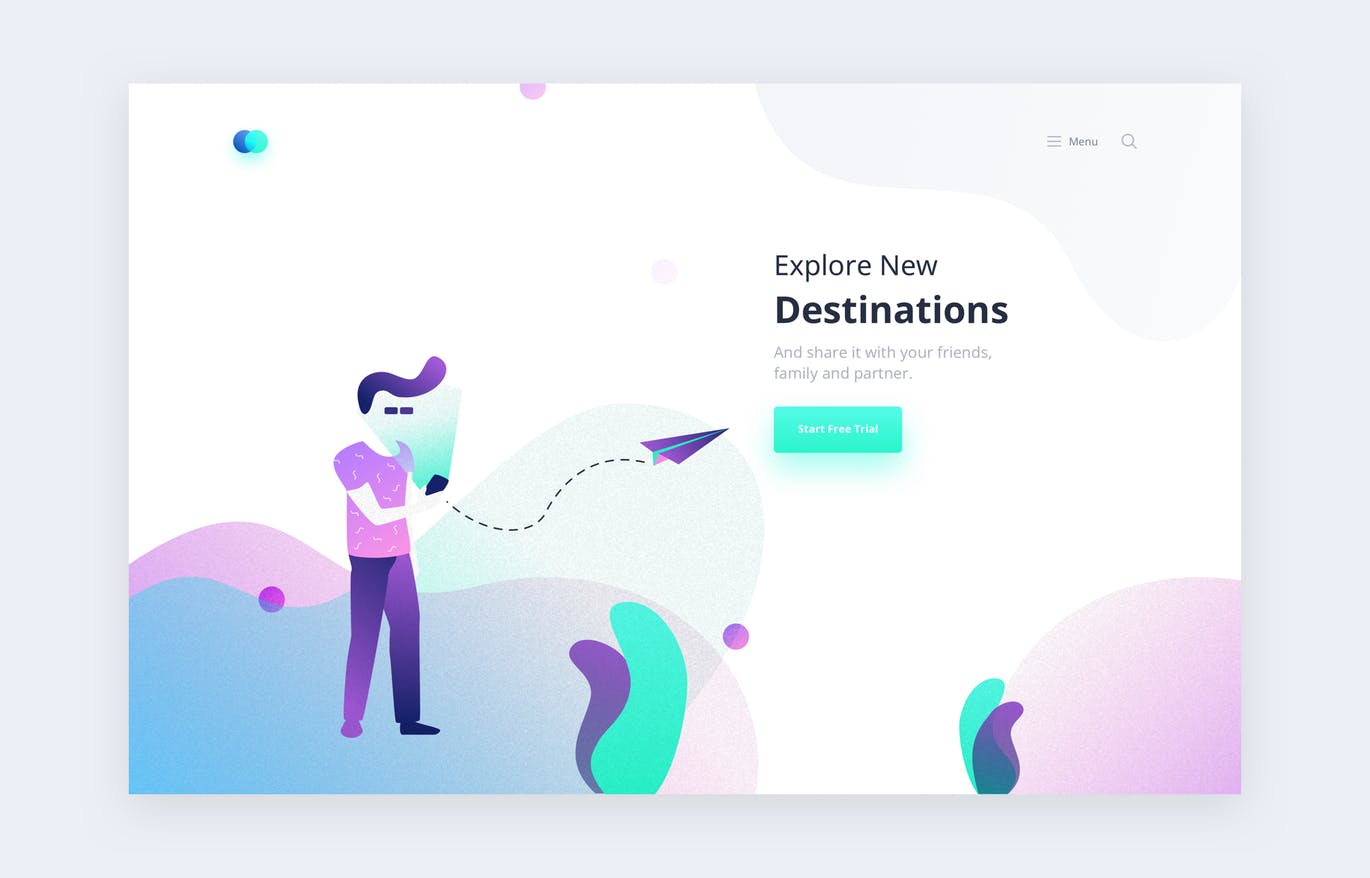 Menu
Explore New
Destinations
And share it with your friends,
family and partner.
Start Free Trial